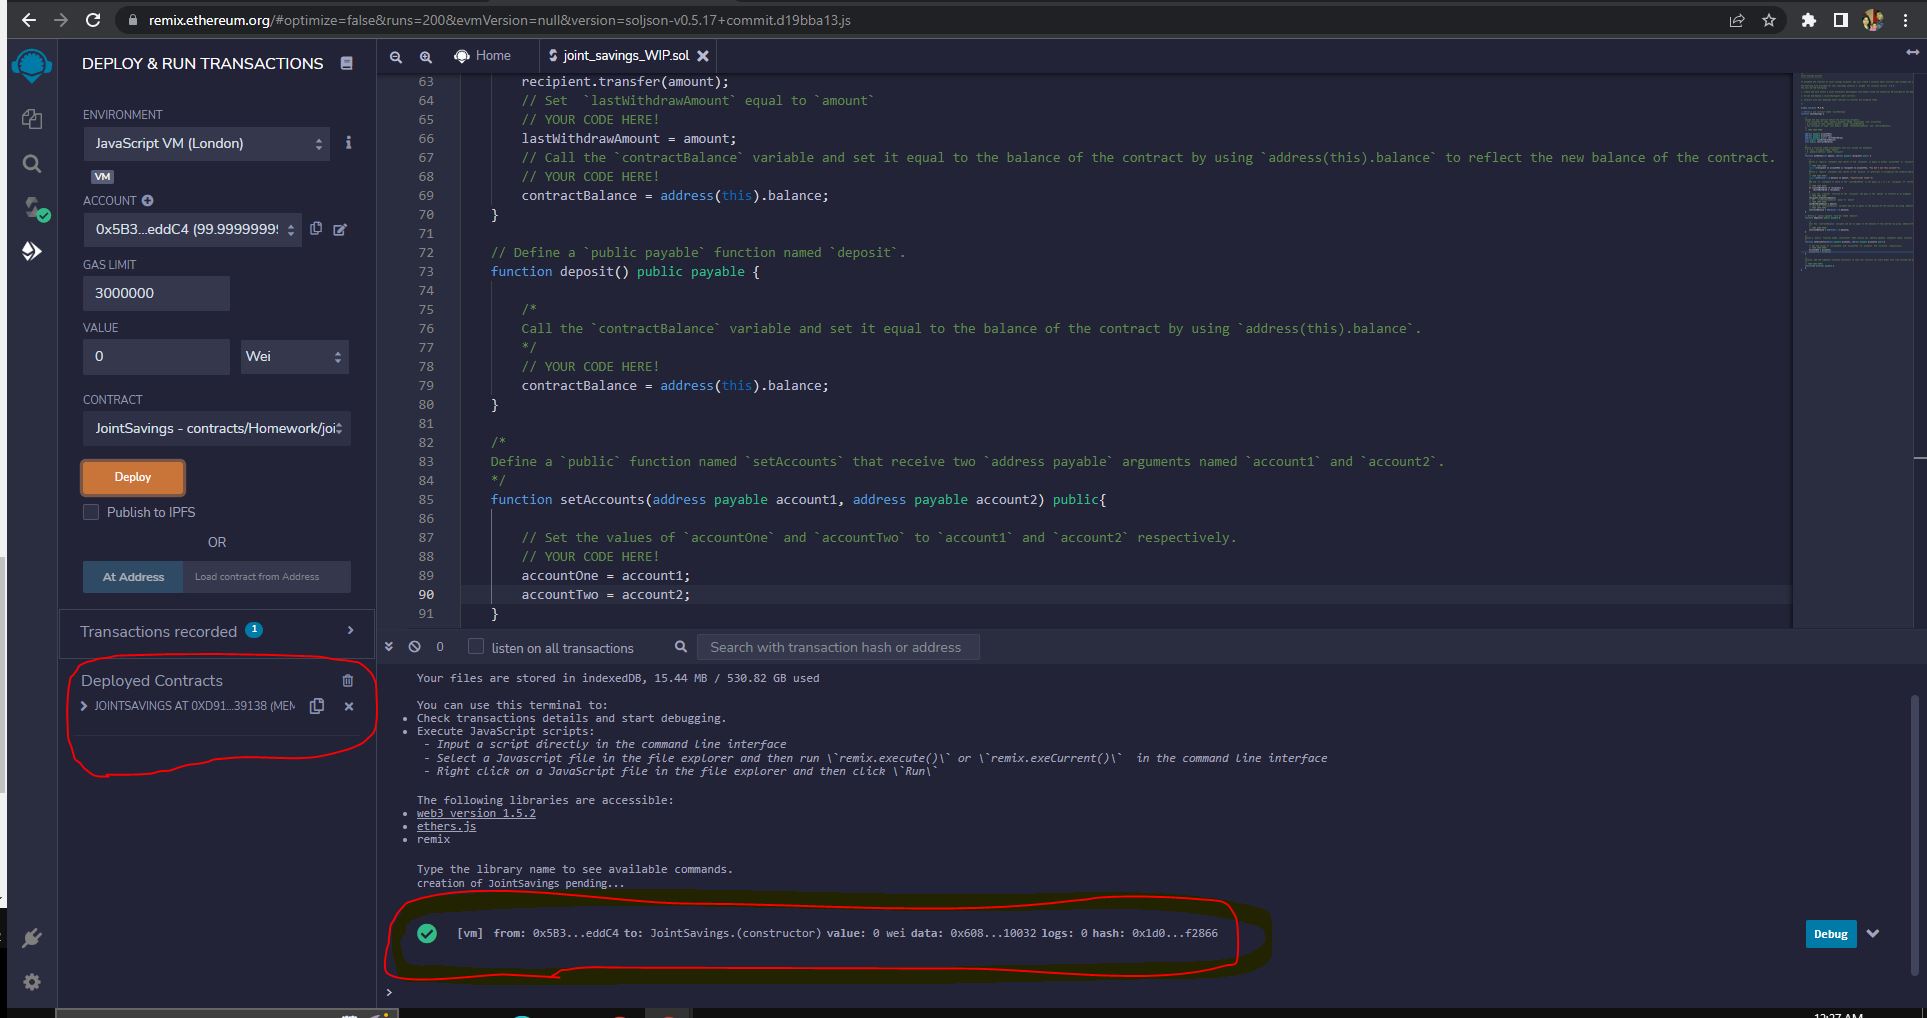 remix.ethereum.org/#optimize=false&runs=200&evmVersion=null&version=soljson-v0.5.17+commit.d19bba13.js
DEPLOY & RUN TRANSACTIONS
ENVIRONMENT
JavaScript VM (London)
VM
ACCOUNT
0x5B3...eddC4 (99.999999999
GAS LIMIT
3000000
VALUE
0
Wei
CONTRACT
JointSavings - contracts/Homework/joi
Deploy
Publish to IPFS
OR
At Address
Load contract from Address
Transactions recorded 1
Deployed Contracts
JOINTSAVINGS AT 0XD91...39138 (MEM
Home
joint_savings_WIP.sol
63 recipient.transfer(amount);
64 // Set  `lastWithdrawAmount` equal to `amount`
65 // YOUR CODE HERE!
66 lastWithdrawAmount = amount;
67 // Call the `contractBalance` variable and set it equal to the balance of the contract by using `address(this).balance` to reflect the new balance of the contract.
68 // YOUR CODE HERE!
69 contractBalance = address(this).balance;
70 }
71
72 // Define a `public payable` function named `deposit`.
73 function deposit() public payable {
74
75 /*
76 Call the `contractBalance` variable and set it equal to the balance of the contract by using `address(this).balance`.
77 */
78 // YOUR CODE HERE!
79 contractBalance = address(this).balance;
80 }
81
82 /*
83 Define a `public` function named `setAccounts` that receive two `address payable` arguments named `account1` and `account2`.
84 */
85 function setAccounts(address payable account1, address payable account2) public{
86
87 // Set the values of `accountOne` and `accountTwo` to `account1` and `account2` respectively.
88 // YOUR CODE HERE!
89 accountOne = account1;
90 accountTwo = account2;
91 }
0
listen on all transactions
Search with transaction hash or address
Your files are stored in indexedDB, 15.44 MB / 530.82 GB used
You can use this terminal to:
• Check transactions details and start debugging.
• Execute JavaScript scripts:
- Input a script directly in the command line interface
- Select a Javascript file in the file explorer and then run \`remix.execute()\` or \`remix.exeCurrent()\`  in the command line interface
- Right click on a JavaScript file in the file explorer and then click \`Run\`
The following libraries are accessible:
• web3 version 1.5.2
• ethers.js
• remix
Type the library name to see available commands.
creation of JointSavings pending...
[vm] from: 0x5B3...eddC4 to: JointSavings.(constructor) value: 0 wei data: 0x608...10032 logs: 0 hash: 0x1d0...f2866
Debug
>